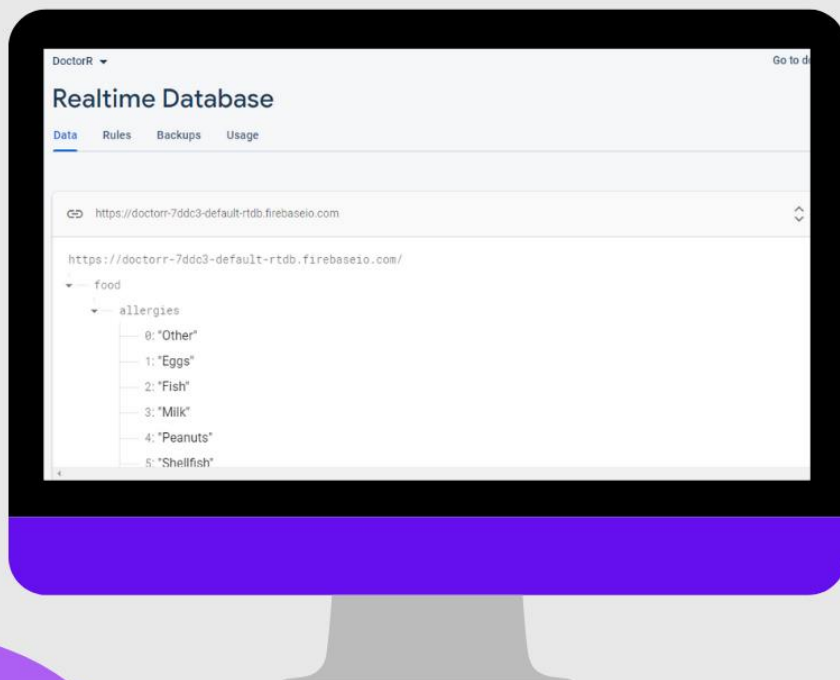 DoctorR
Go to d
Realtime Database
Data Rules Backups Usage
https://doctorr-7ddc3-default-rtdb.firebaseio.com
https://doctorr-7ddc3-default-rtdb.firebaseio.com/
food
allergies
0: "Other"
1: "Eggs"
2: "Fish"
3: "Milk"
4: "Peanuts"
5: "Shellfish"